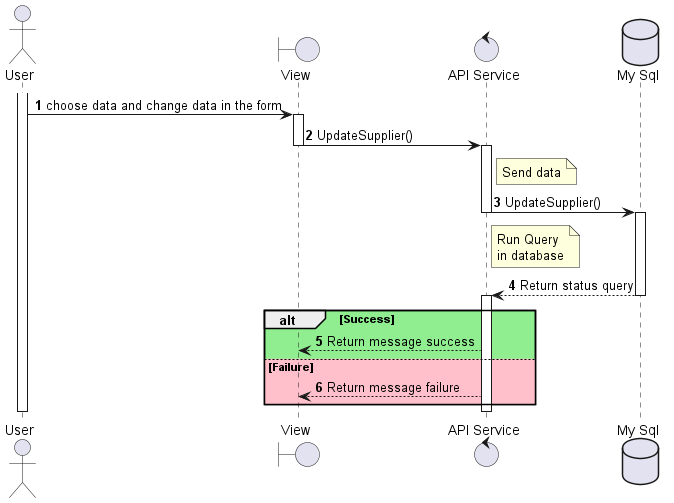 User
View
API Service
My Sql
1 choose data and change data in the form
2 UpdateSupplier()
Send data
3 UpdateSupplier()
Run Query
in database
4 Return status query
alt [Success]
5 Return message success
[Failure]
6 Return message failure
User
View
API Service
My Sql